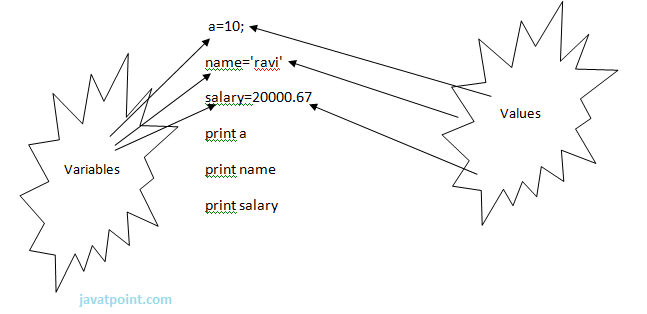 a=10;
name='ravi'
salary=20000.67
print a
print name
print salary
Variables
Values
javatpoint.com